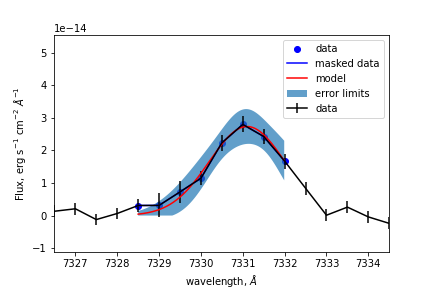 1e−14
data
masked data
model
error limits
data
5
4
3
2
1
0
−1
Flux, erg s⁻¹ cm⁻² Å⁻¹
7327 7328 7329 7330 7331 7332 7333 7334
wavelength, Å